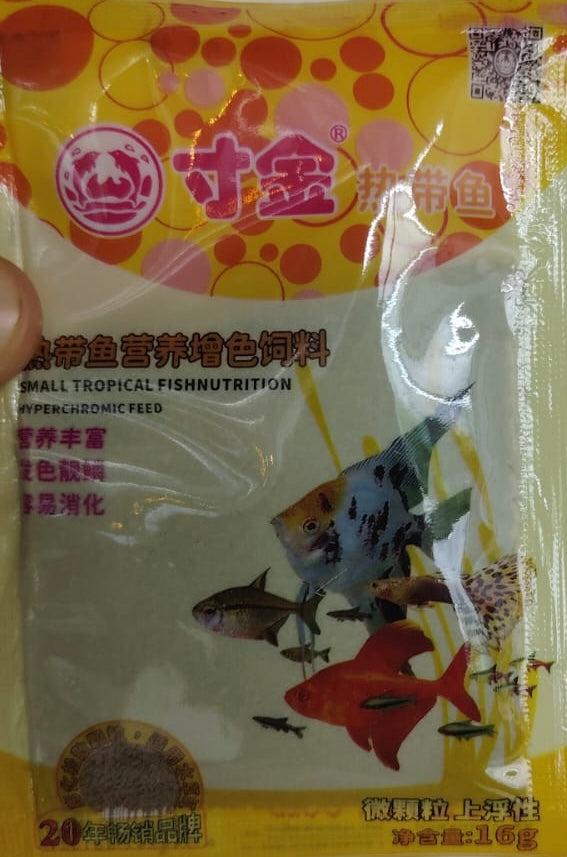 寸金® 热带鱼
热带鱼营养增色饲料
SMALL TROPICAL FISHNUTRITION
HYPERCHROMIC FEED
营养丰富
发色靓丽
容易消化
20年畅销品牌
微颗粒 上浮性
净含量:16g